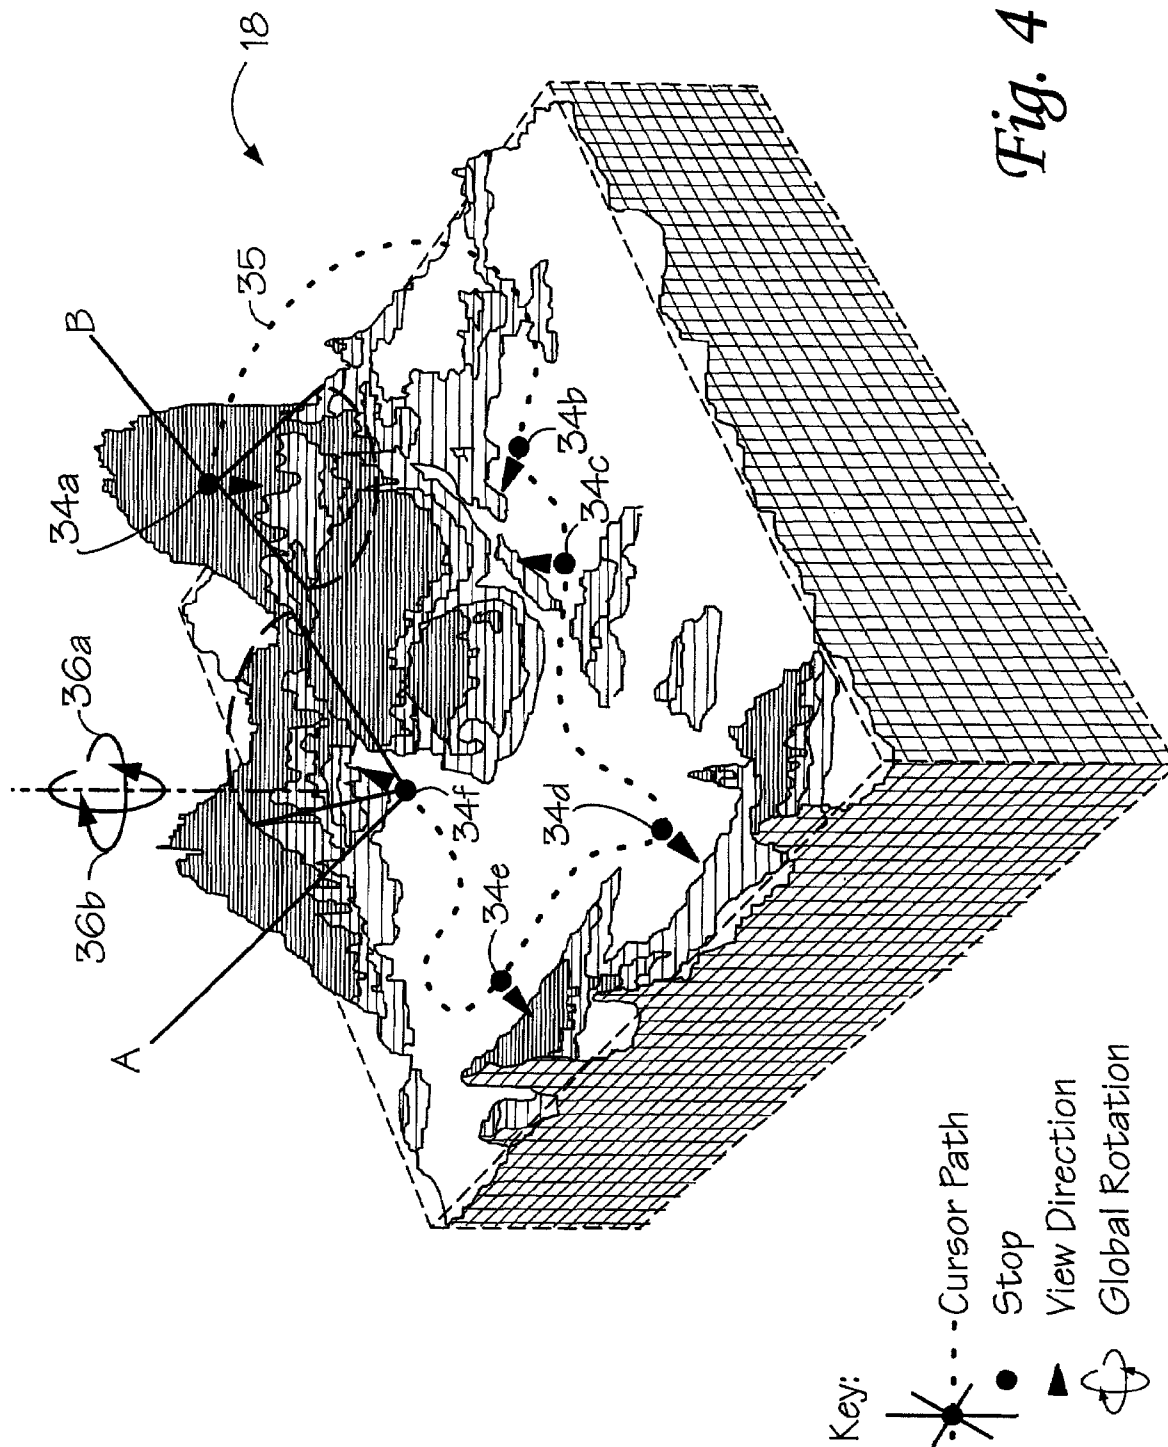 18
35
B
34a
36a
36b
A
34b
34c
34d
34e
34f
Fig. 4
Key:
Cursor Path
Stop
View Direction
Global Rotation